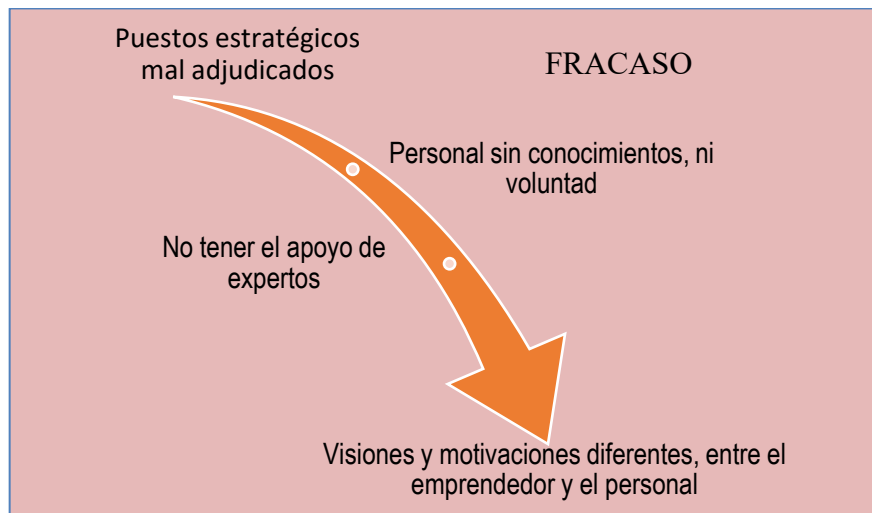 Puestos estratégicos
mal adjudicados
FRACASO
Personal sin conocimientos, ni
voluntad
No tener el apoyo de
expertos
Visiones y motivaciones diferentes, entre el
emprendedor y el personal